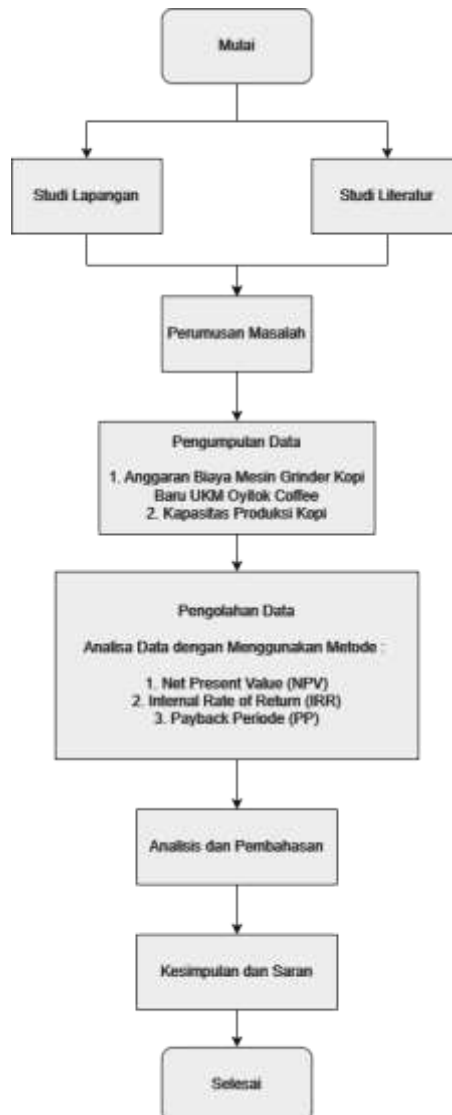 Mulai
Studi Lapangan
Studi Literatur
Perumusan Masalah
Pengumpulan Data
1. Anggaran Biaya Mesin Grinder Kopi
Baru UKM Oyitok Coffee
2. Kapasitas Produksi Kopi
Pengolahan Data
Analisa Data dengan Menggunakan Metode :
1. Net Present Value (NPV)
2. Internal Rate of Return (IRR)
3. Payback Periode (PP)
Analisis dan Pembahasan
Kesimpulan dan Saran
Selesai